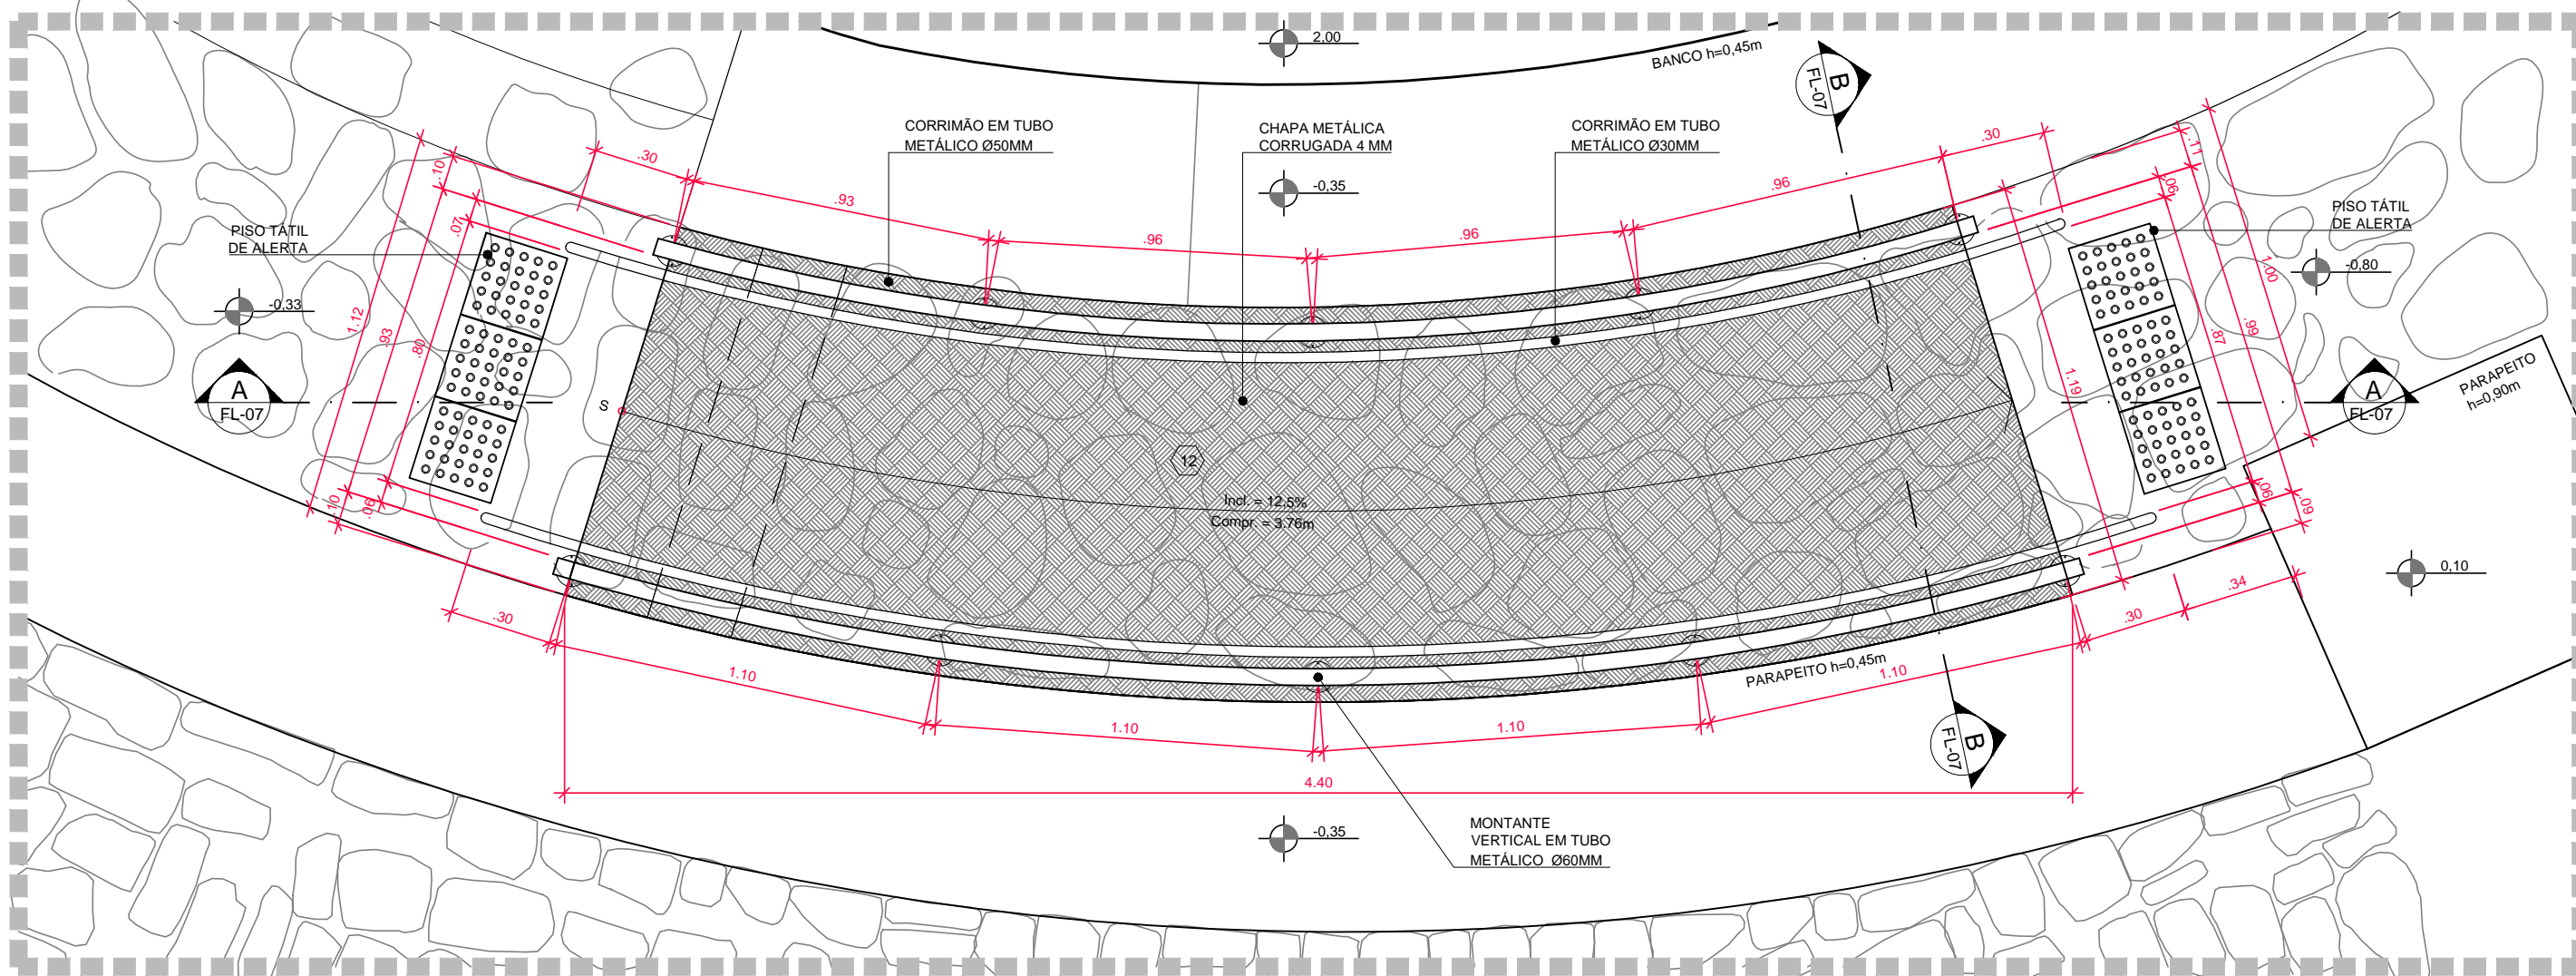 2,00
BANCO h=0,45m
B
FL-07
CORRIMÃO EM TUBO
METÁLICO Ø50MM
CHAPA METÁLICA
CORRUGADA 4 MM
CORRIMÃO EM TUBO
METÁLICO Ø30MM
-0,35
.30
.93
.96
.96
.96
.30
.11
.06
.10
.07
PISO TÁTIL
DE ALERTA
PISO TÁTIL
DE ALERTA
-0,33
-0,80
1.12
.93
.80
1.00
.99
.87
1.19
A
FL-07
A
FL-07
PARAPEITO
h=0,90m
S
12
Incl. = 12,5%
Compr. = 3.76m
.10
.06
.06
.09
0,10
.30
1.10
1.10
1.10
1.10
.30
.34
PARAPEITO h=0,45m
B
FL-07
4.40
-0,35
MONTANTE
VERTICAL EM TUBO
METÁLICO Ø60MM